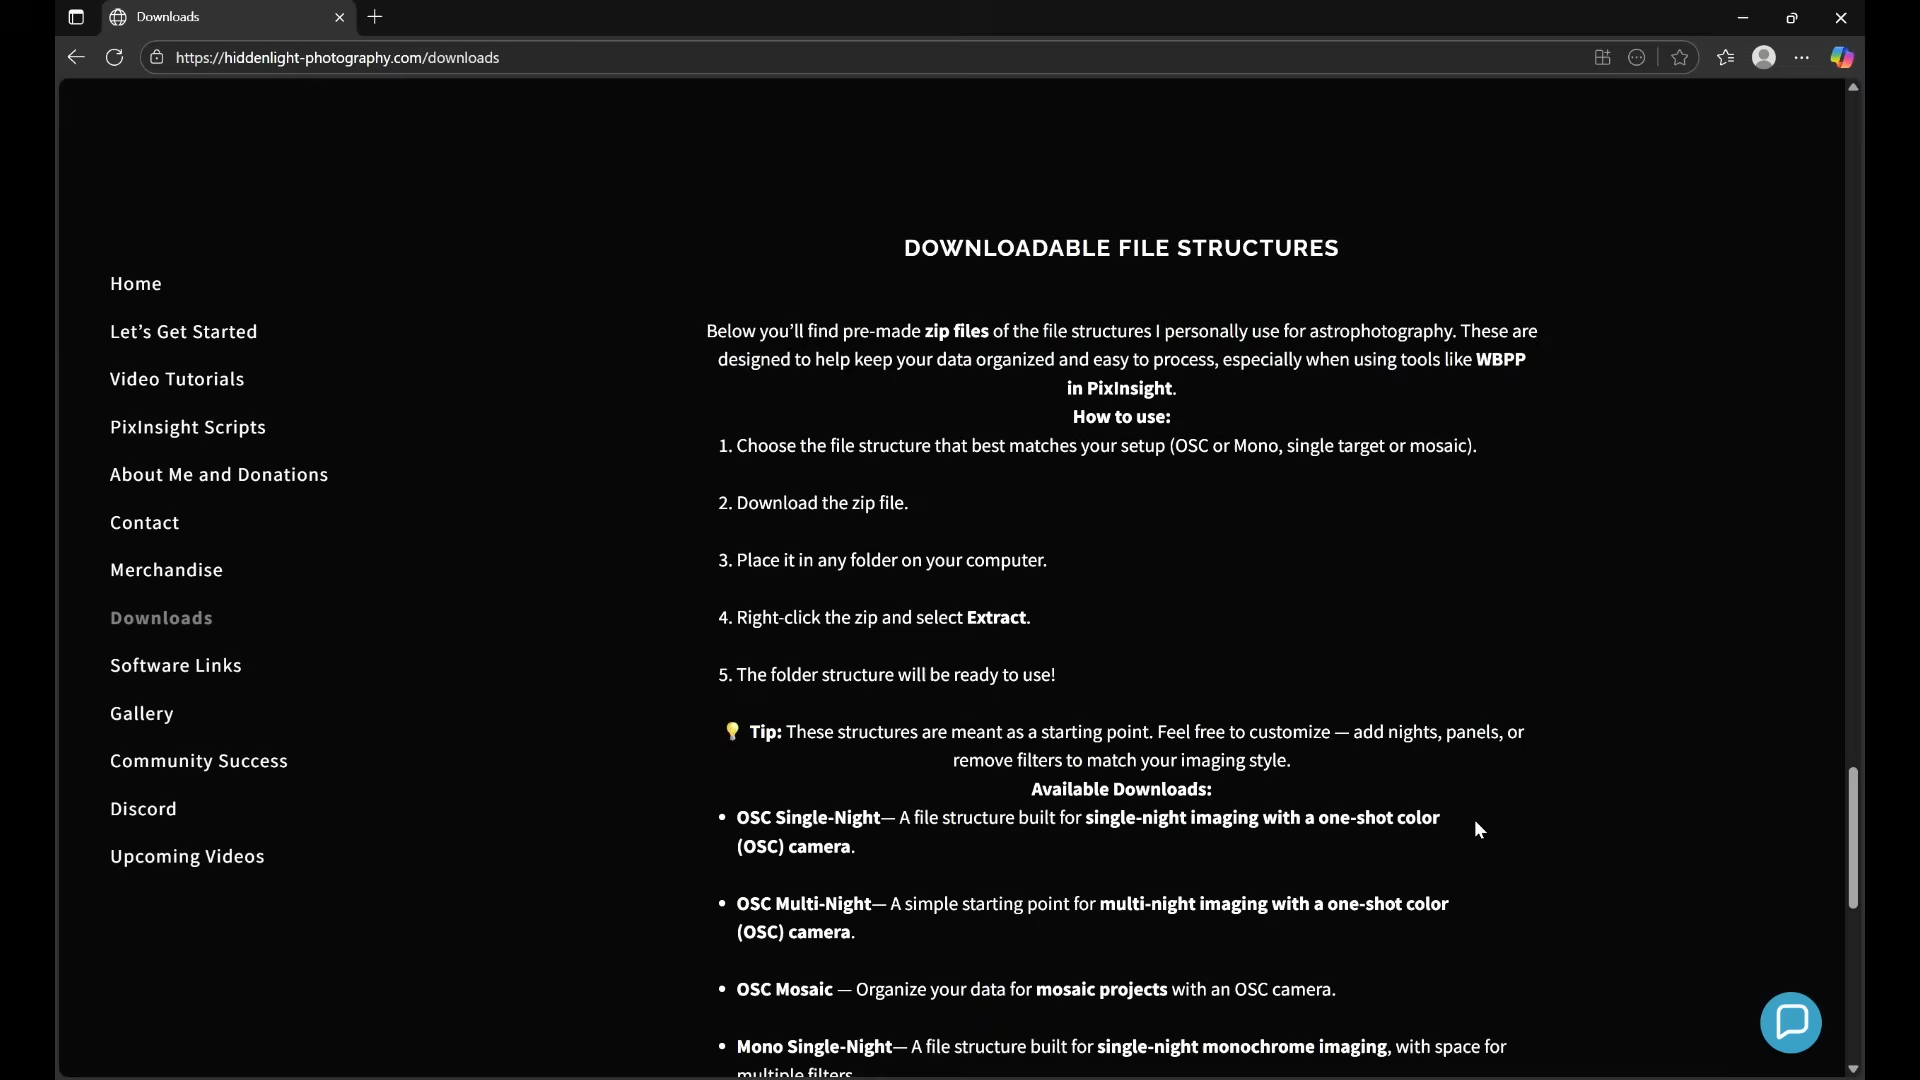 Downloads
https://hiddenlight-photography.com/downloads
Home
Let's Get Started
Video Tutorials
PixInsight Scripts
About Me and Donations
Contact
Merchandise
Downloads
Software Links
Gallery
Community Success
Discord
Upcoming Videos
DOWNLOADABLE FILE STRUCTURES
Below you'll find pre-made zip files of the file structures I personally use for astrophotography. These are
designed to help keep your data organized and easy to process, especially when using tools like WBPP
in PixInsight.
How to use:
1. Choose the file structure that best matches your setup (OSC or Mono, single target or mosaic).
2. Download the zip file.
3. Place it in any folder on your computer.
4. Right-click the zip and select Extract.
5. The folder structure will be ready to use!
💡 Tip: These structures are meant as a starting point. Feel free to customize — add nights, panels, or
remove filters to match your imaging style.
Available Downloads:
• OSC Single-Night— A file structure built for single-night imaging with a one-shot color
(OSC) camera.
• OSC Multi-Night— A simple starting point for multi-night imaging with a one-shot color
(OSC) camera.
• OSC Mosaic — Organize your data for mosaic projects with an OSC camera.
• Mono Single-Night— A file structure built for single-night monochrome imaging, with space for
multiple filters.